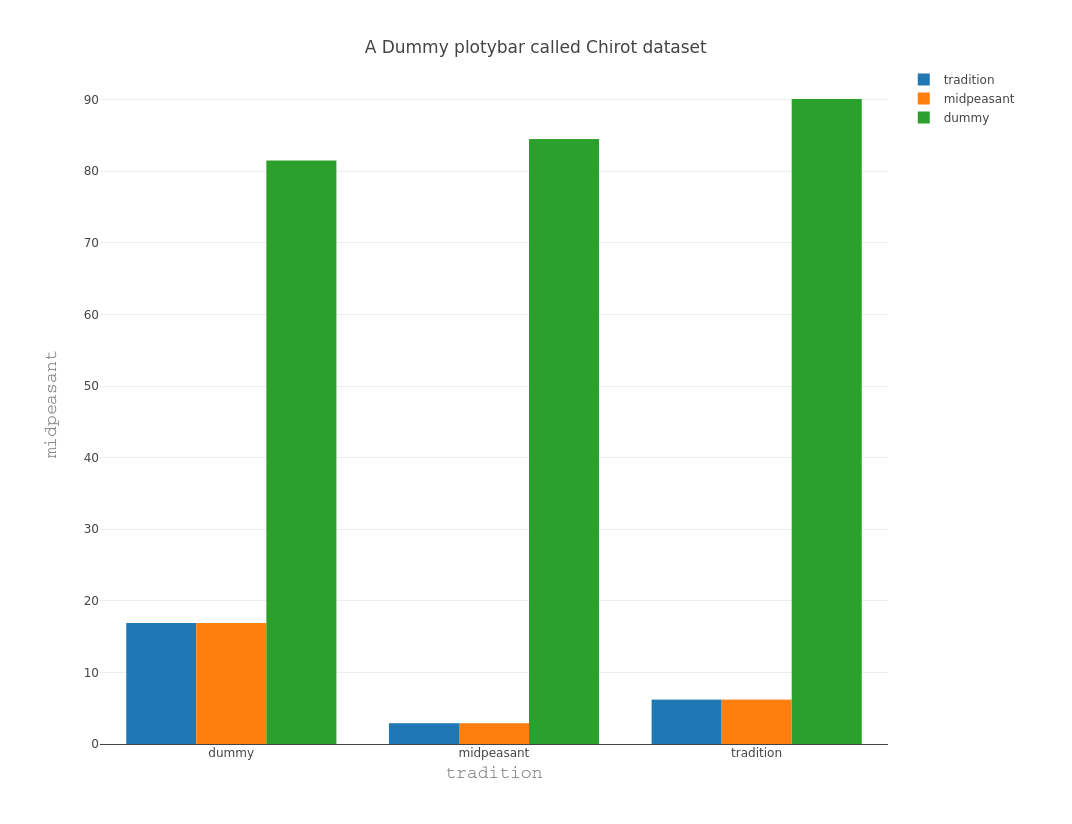 A Dummy plotybar called Chirot dataset
tradition
midpeasant
dummy
90
80
70
60
50
40
30
20
10
0
midpeasant
dummy midpeasant tradition
tradition